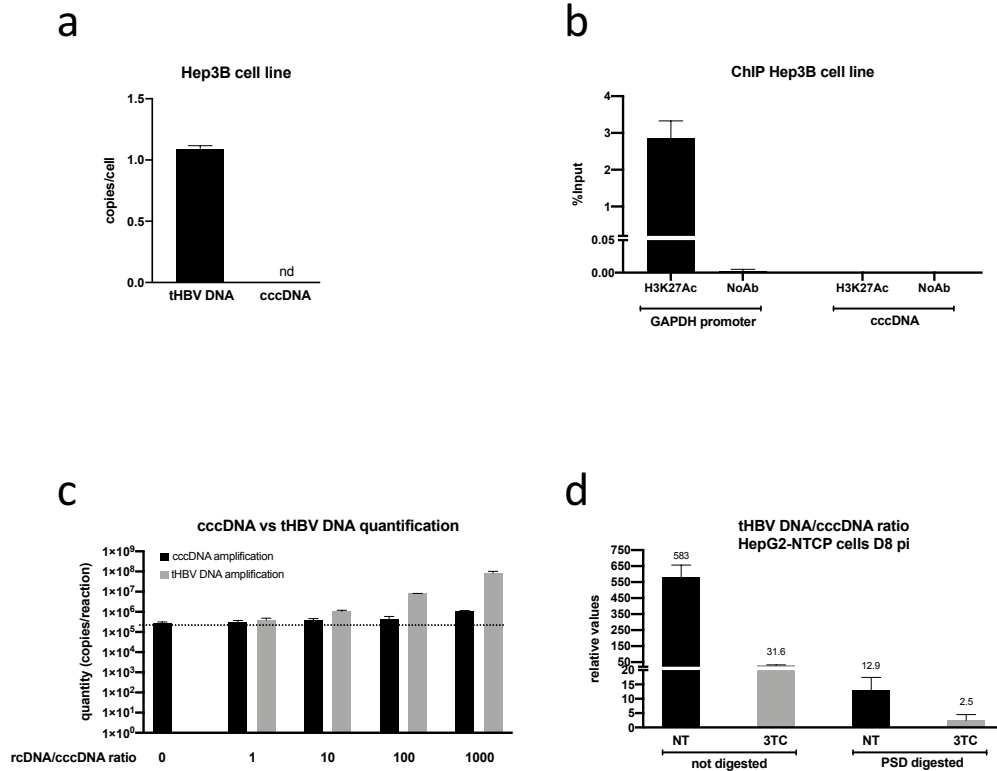 a
Hep3B cell line
copies/cell
1.5
1.0
0.5
0.0
nd
tHBV DNA cccDNA
b
ChIP Hep3B cell line
%Input
4
3
2
1
0.05
0.00
H3K27Ac NoAb H3K27Ac NoAb
GAPDH promoter cccDNA
c
cccDNA vs tHBV DNA quantification
cccDNA amplification
tHBV DNA amplification
quantity (copies/reaction)
1×10⁹
1×10⁸
1×10⁷
1×10⁶
1×10⁵
1×10⁴
1×10³
1×10²
1×10¹
1×10⁰
rcDNA/cccDNA ratio 0 1 10 100 1000
d
tHBV DNA/cccDNA ratio
HepG2-NTCP cells D8 pi
relative values
750
650
550
450
350
250
150
50
20
15
10
5
0
583
31.6
12.9
2.5
NT 3TC NT 3TC
not digested PSD digested